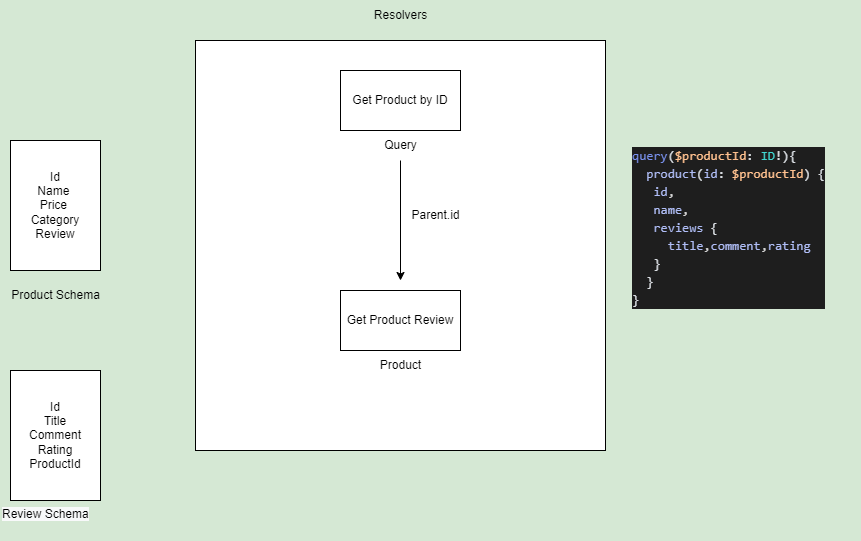 Resolvers
Get Product by ID
Query
Parent.id
Get Product Review
Product
Id
Name
Price
Category
Review
Product Schema
Id
Title
Comment
Rating
ProductId
Review Schema
query($productId: ID!){
product(id: $productId) {
id,
name,
reviews {
title,comment,rating
}
}
}